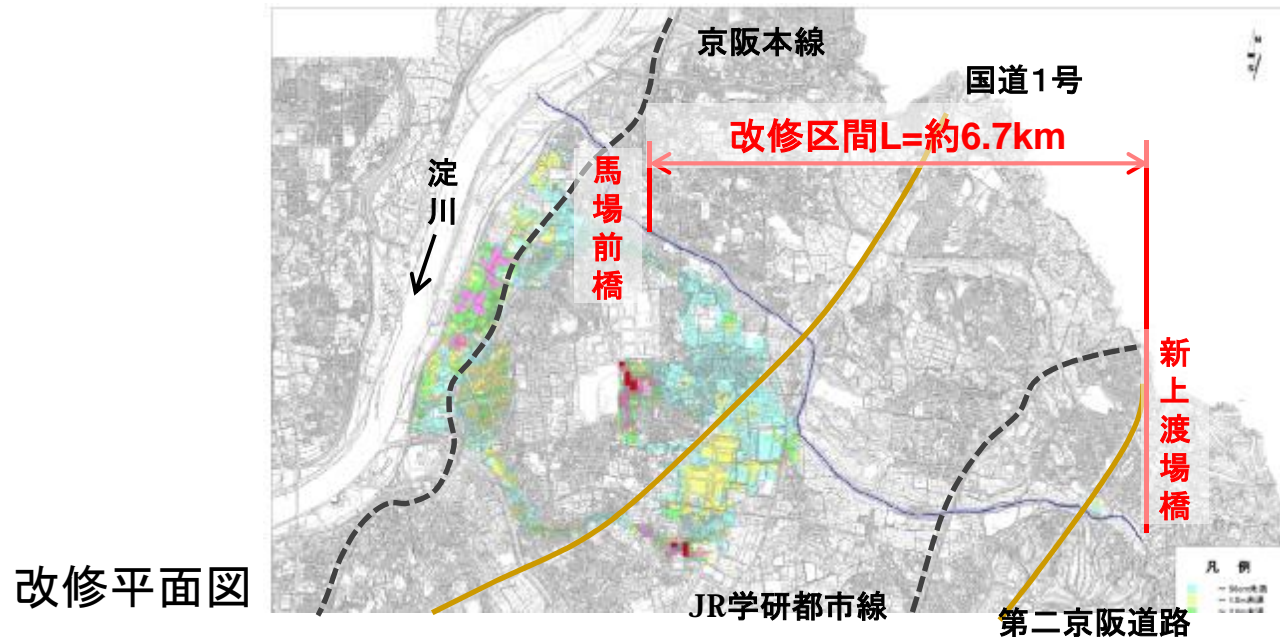 京阪本線
国道1号
改修区間L=約6.7km
淀川
馬場前橋
新上渡場橋
凡 例
改修平面図
JR学研都市線
第二京阪道路